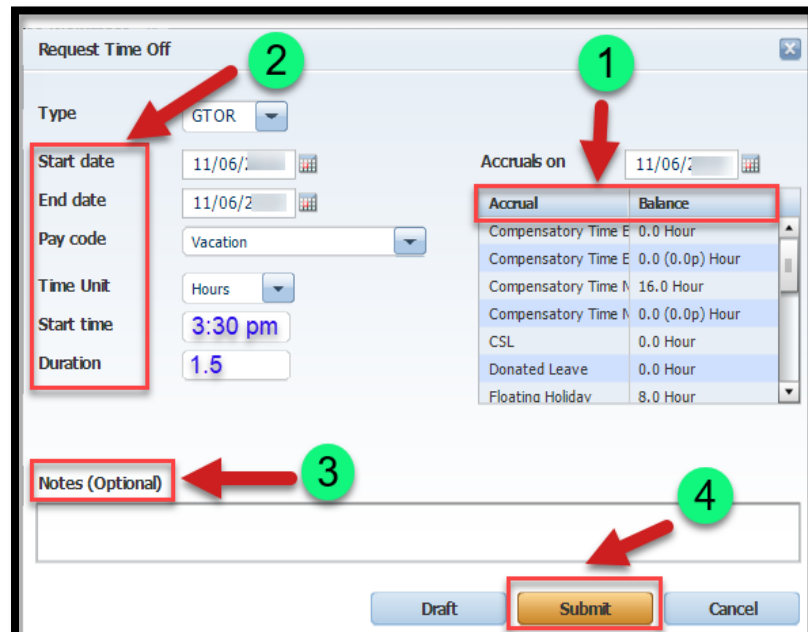 Request Time Off
2
1
Type GTOR
Start date 11/06/
End date 11/06/2
Pay code Vacation
Time Unit Hours
Start time 3:30 pm
Duration 1.5
Accruals on 11/06/
Accrual Balance
Compensatory Time E 0.0 Hour
Compensatory Time E 0.0 (0.0p) Hour
Compensatory Time N 16.0 Hour
Compensatory Time N 0.0 (0.0p) Hour
CSL 0.0 Hour
Donated Leave 0.0 Hour
Floating Holiday 8.0 Hour
Notes (Optional)
3
4
Draft Submit Cancel